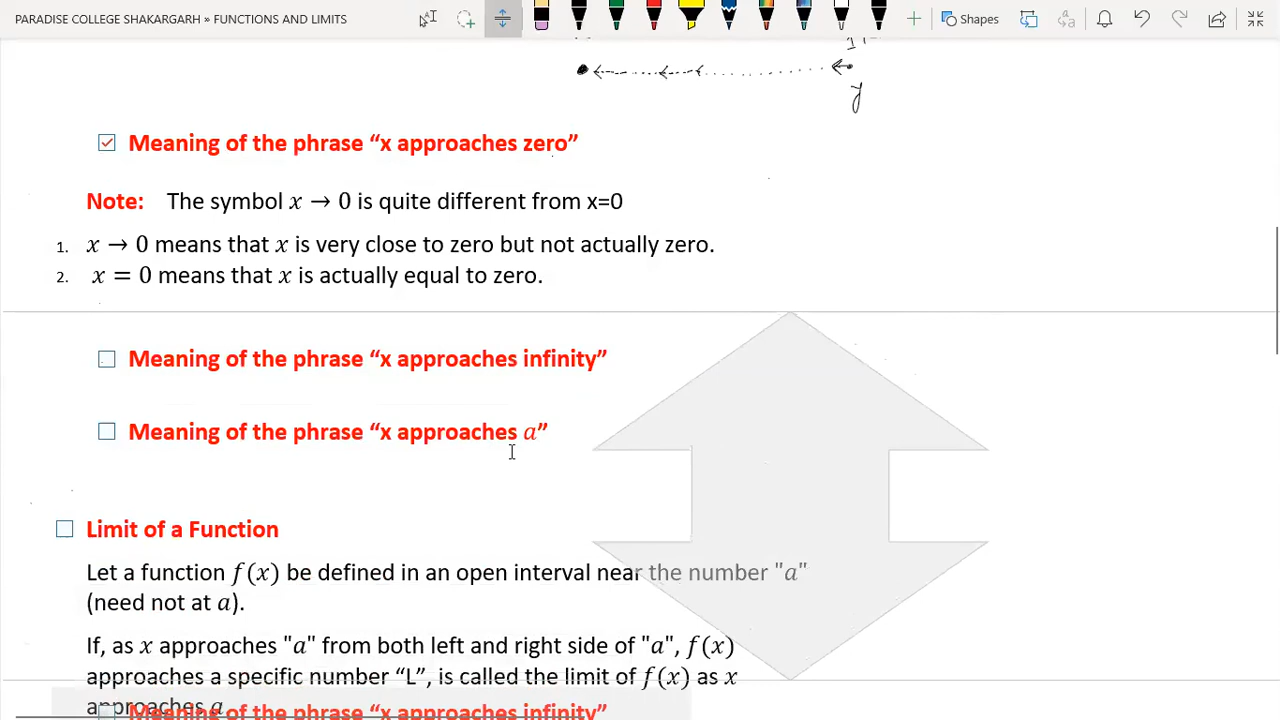 PARADISE COLLEGE SHAKARGARH » FUNCTIONS AND LIMITS
Shapes
y
Meaning of the phrase “x approaches zero”
Note: The symbol x → 0 is quite different from x=0
1. x → 0 means that x is very close to zero but not actually zero.
2. x = 0 means that x is actually equal to zero.
Meaning of the phrase “x approaches infinity”
Meaning of the phrase “x approaches a”
Limit of a Function
Let a function f(x) be defined in an open interval near the number "a"
(need not at a).
If, as x approaches "a" from both left and right side of "a", f(x)
approaches a specific number “L”, is called the limit of f(x) as x
approaches a
Meaning of the phrase “x approaches infinity”